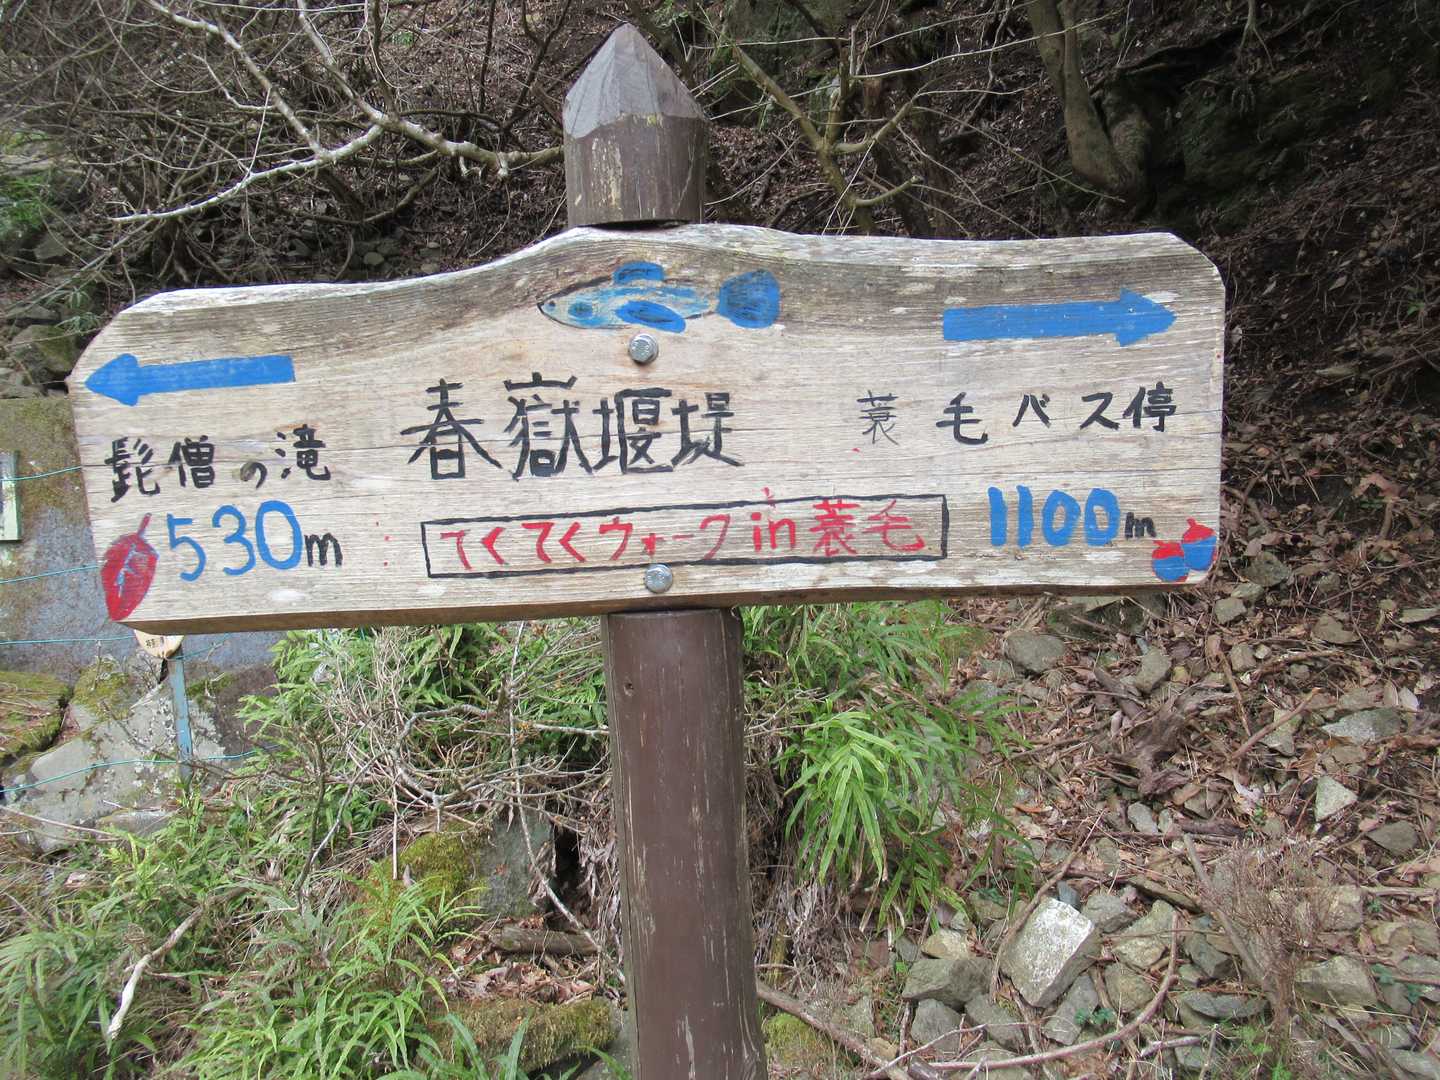 髭僧の滝
530m
春嶽堰堤
てくてくウォークin蓑毛
蓑毛バス停
1100m